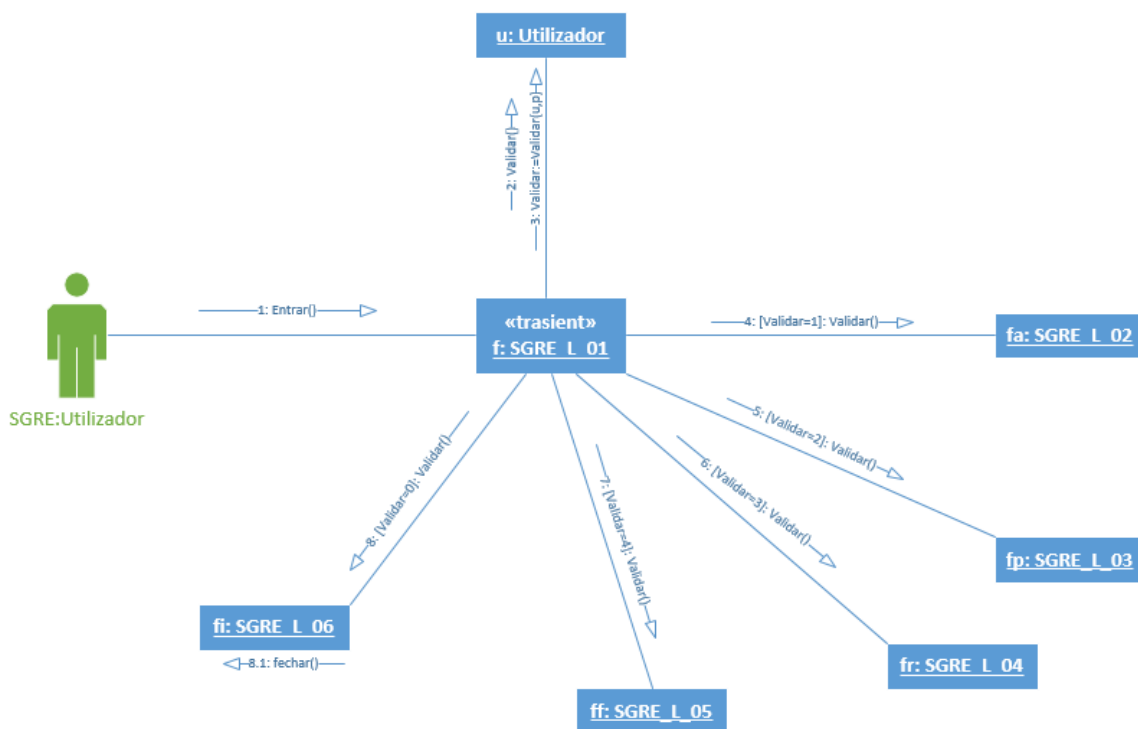 u: Utilizador
2: Validar()
3: Validar:=Validar(u,p)
1: Entrar()
«trasient»
f: SGRE_L_01
4: [Validar=1]: Validar()
fa: SGRE_L_02
SGRE:Utilizador
5: [Validar=2]: Validar()
6: [Validar=3]: Validar()
7: [Validar=4]: Validar()
8: [Validar=0]: Validar()
fp: SGRE_L_03
fi: SGRE_L_06
8.1: fechar()
fr: SGRE_L_04
ff: SGRE_L_05